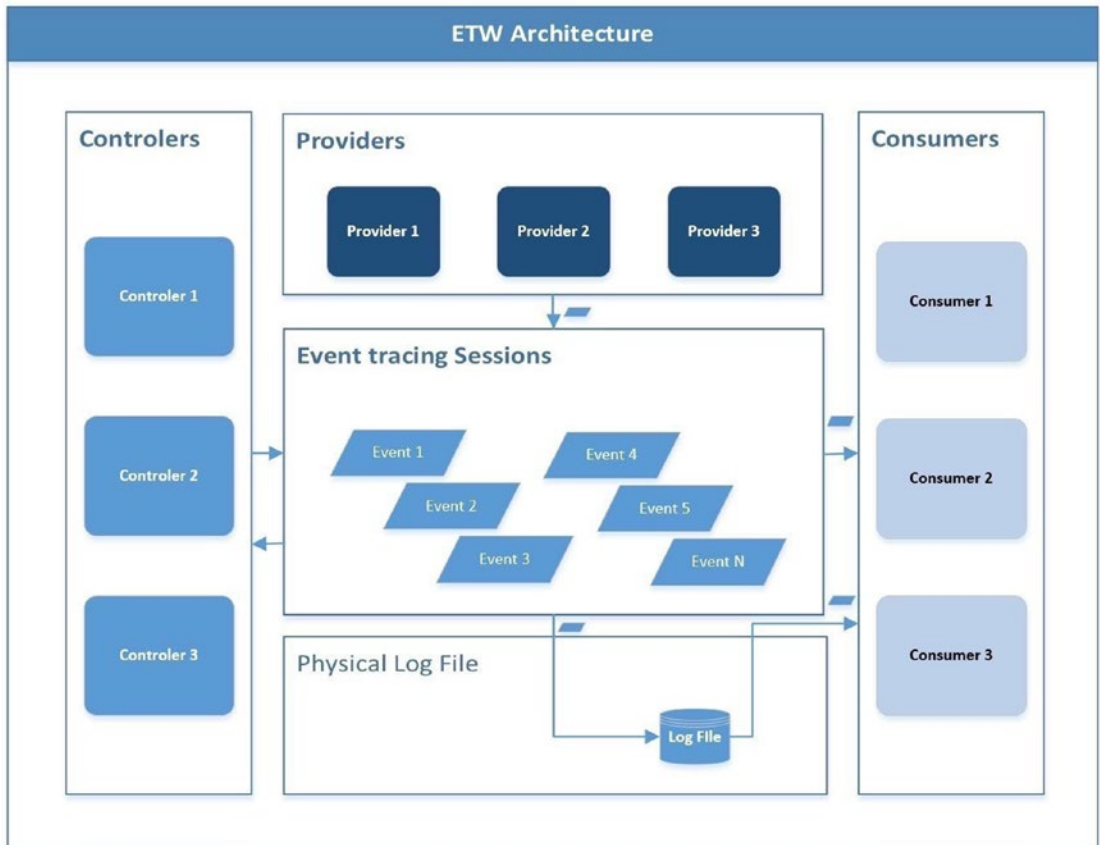 ETW Architecture
Controlers
Controler 1
Controler 2
Controler 3
Providers
Provider 1
Provider 2
Provider 3
Event tracing Sessions
Event 1
Event 2
Event 3
Event 4
Event 5
Event N
Physical Log File
Log File
Consumers
Consumer 1
Consumer 2
Consumer 3